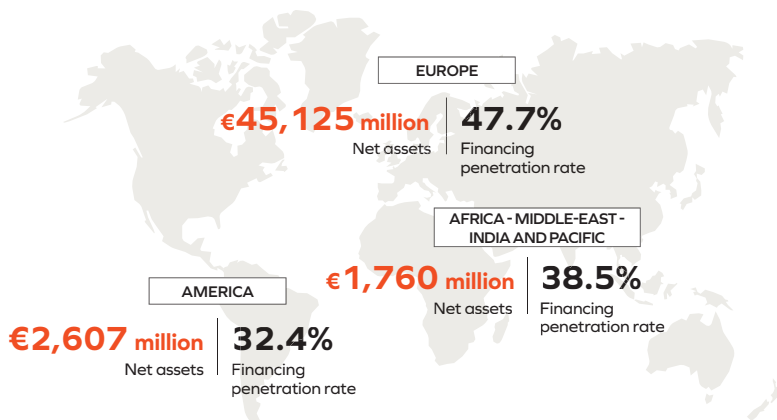 EUROPE
€45,125 million
Net assets
47.7%
Financing
penetration rate
AFRICA - MIDDLE-EAST -
INDIA AND PACIFIC
€1,760 million
Net assets
38.5%
Financing
penetration rate
AMERICA
€2,607 million
Net assets
32.4%
Financing
penetration rate